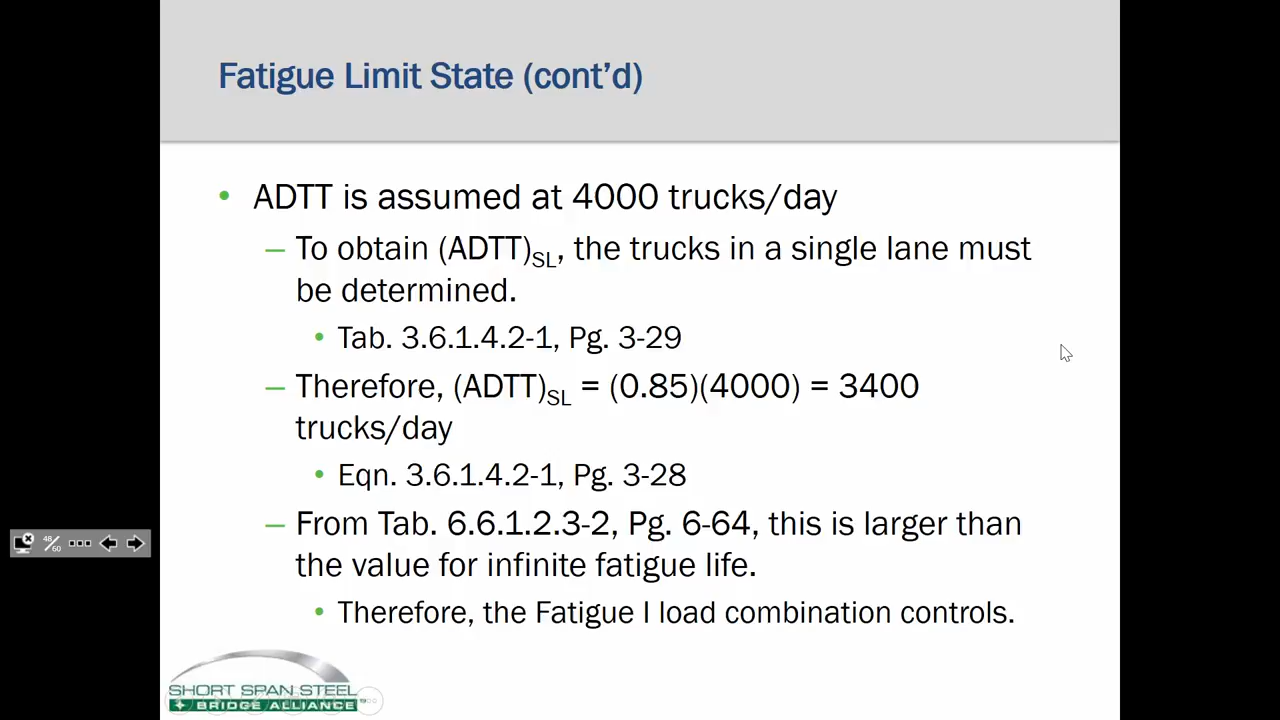 Fatigue Limit State (cont'd)
• ADTT is assumed at 4000 trucks/day
– To obtain (ADTT)SL, the trucks in a single lane must
be determined.
• Tab. 3.6.1.4.2-1, Pg. 3-29
– Therefore, (ADTT)SL = (0.85)(4000) = 3400
trucks/day
• Eqn. 3.6.1.4.2-1, Pg. 3-28
– From Tab. 6.6.1.2.3-2, Pg. 6-64, this is larger than
the value for infinite fatigue life.
• Therefore, the Fatigue I load combination controls.
48/60
SHORT SPAN STEEL
BRIDGE ALLIANCE